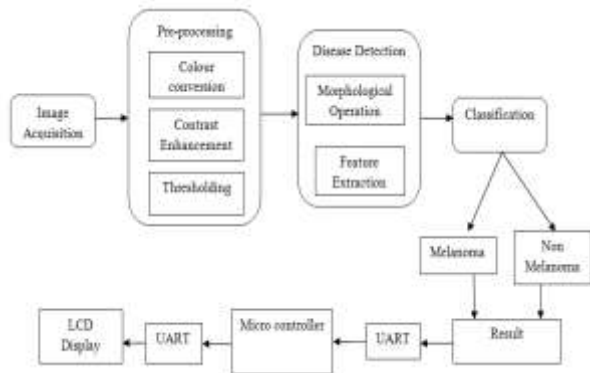 Pre-processing
Colour
conversion
Contrast
Enhancement
Thresholding
Image
Acquisition
Disease Detection
Morphological
Operation
Feature
Extraction
Classification
Melanoma
Non
Melanoma
LCD
Display
UART
Micro controller
UART
Result